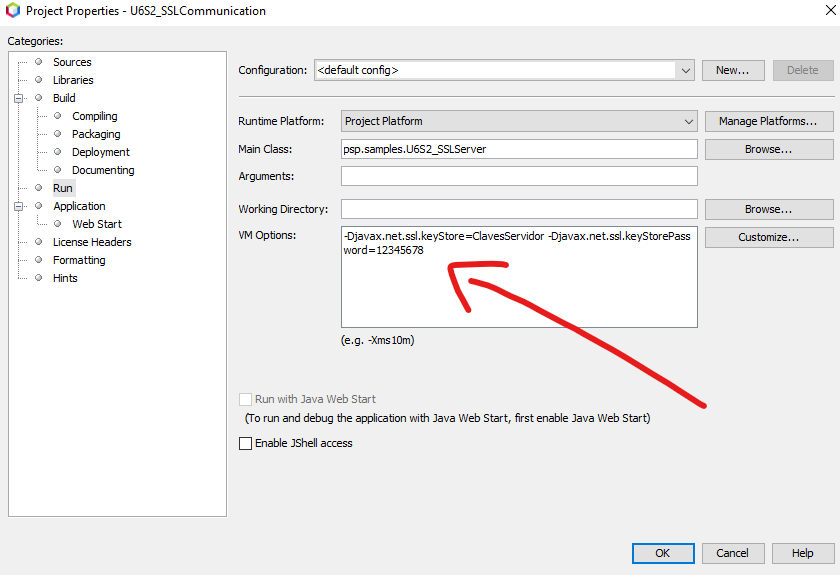 Project Properties - U6S2_SSLCommunication
Categories:
Sources
Libraries
Build
Compiling
Packaging
Deployment
Documenting
Run
Application
Web Start
License Headers
Formatting
Hints
Configuration: <default config> New... Delete
Runtime Platform: Project Platform Manage Platforms...
Main Class: psp.samples.U6S2_SSLServer Browse...
Arguments:
Working Directory: Browse...
VM Options: -Djavax.net.ssl.keyStore=ClavesServidor -Djavax.net.ssl.keyStorePass Customize...
word=12345678
(e.g. -Xms10m)
Run with Java Web Start
(To run and debug the application with Java Web Start, first enable Java Web Start)
Enable JShell access
OK Cancel Help